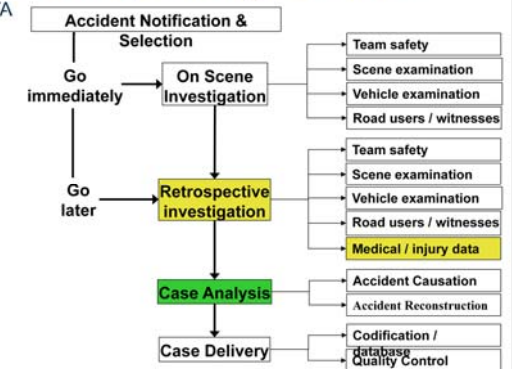 A
Accident Notification &
Selection
Go
immediately
On Scene
Investigation
Team safety
Scene examination
Vehicle examination
Road users / witnesses
Go
later
Retrospective
investigation
Team safety
Scene examination
Vehicle examination
Road users / witnesses
Medical / injury data
Case Analysis
Accident Causation
Accident Reconstruction
Case Delivery
Codification /
database
Quality Control